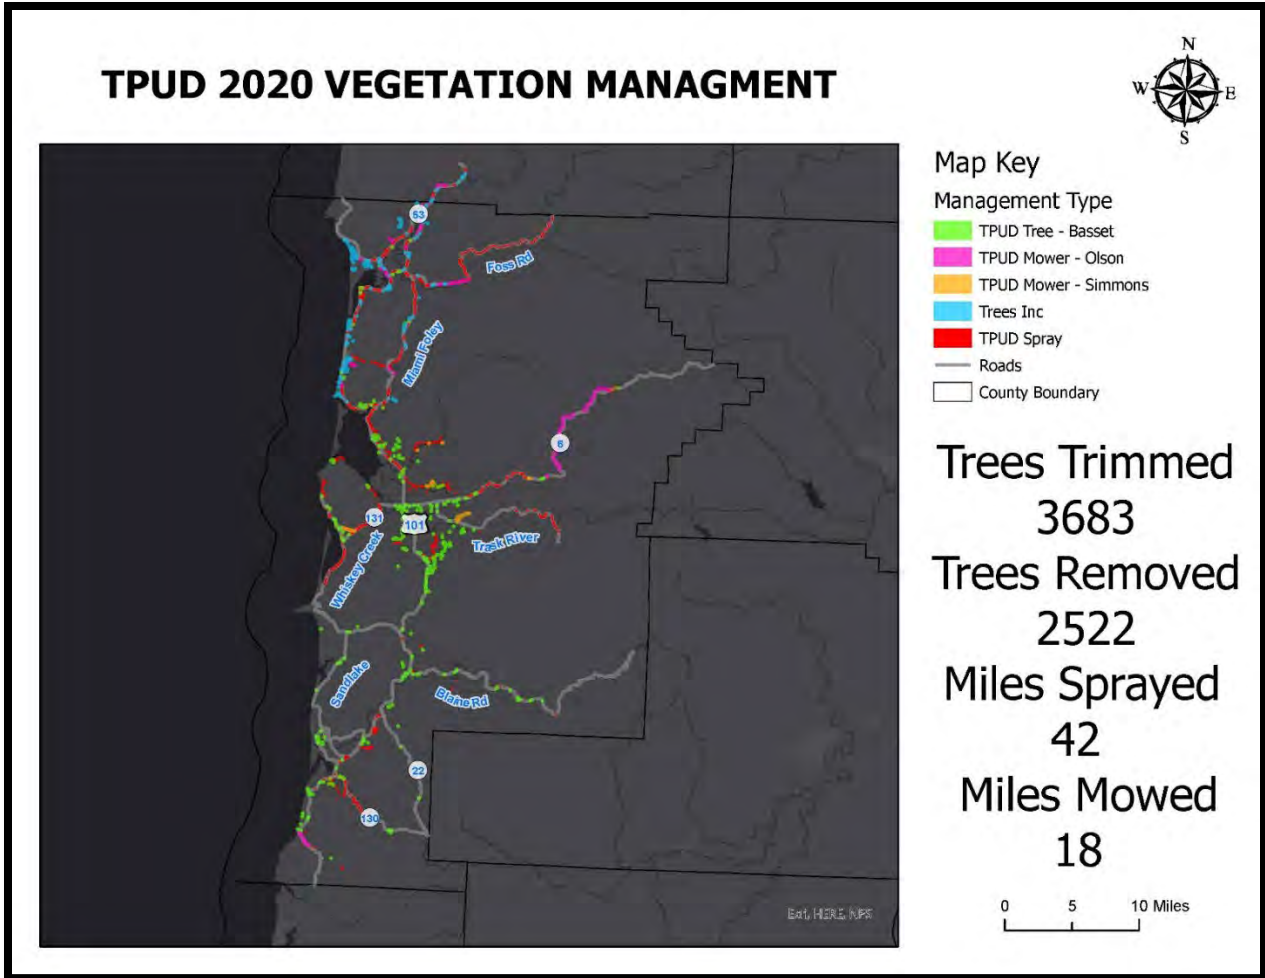 TPUD 2020 VEGETATION MANAGMENT
N
W
E
S
Map Key
Management Type
TPUD Tree - Basset
TPUD Mower - Olson
TPUD Mower - Simmons
Trees Inc
TPUD Spray
Roads
County Boundary
53
Foss Rd
Miami Foley
6
131
101
Trask River
Whiskey Creek
Sandlake
Blaine Rd
22
130
Esri, HERE, NPS
Trees Trimmed
3683
Trees Removed
2522
Miles Sprayed
42
Miles Mowed
18
0 5 10 Miles